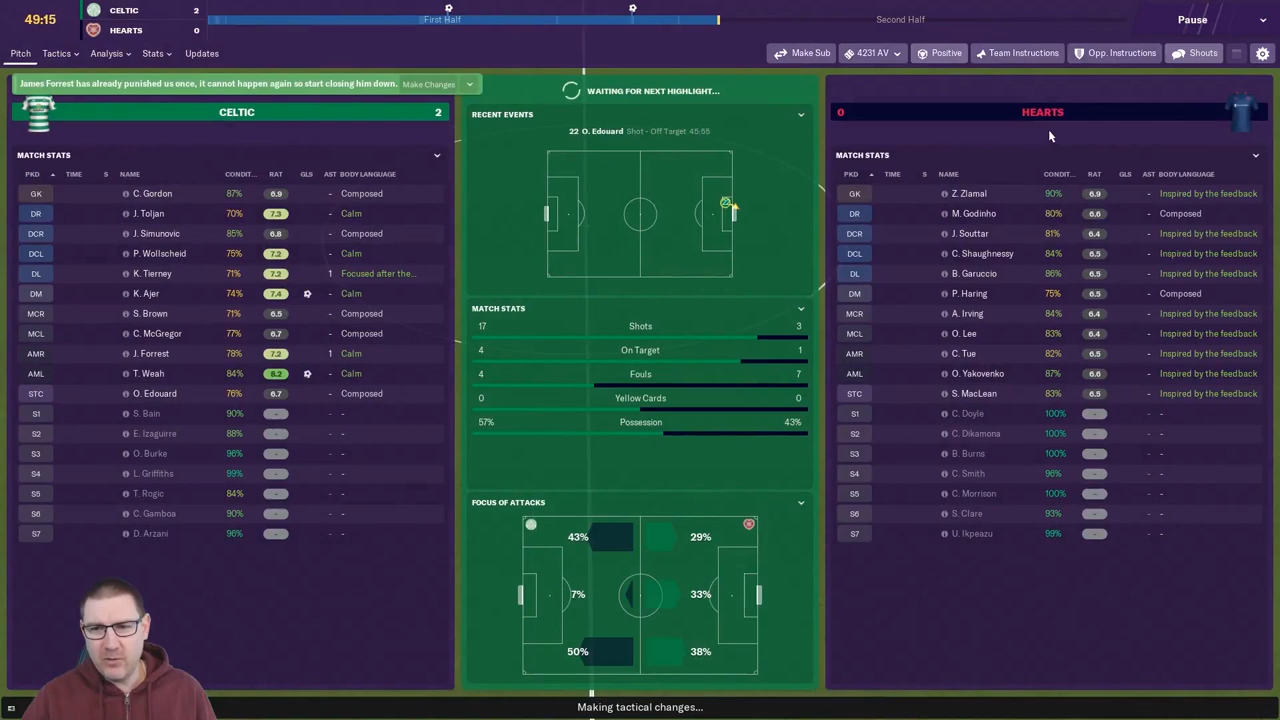 49:15
CELTIC 2
HEARTS 0
First Half
Second Half
Pause
Pitch Tactics Analysis Stats Updates
Make Sub 4231 AV Positive Team Instructions Opp. Instructions Shouts
James Forrest has already punished us once, it cannot happen again so start closing him down. Make Changes
CELTIC 2
MATCH STATS
PKD TIME S NAME CONDIT... RAT GLS AST BODY LANGUAGE
GK C. Gordon 87% 6.9 - Composed
DR J. Toljan 70% 7.3 - Calm
DCR J. Simunovic 85% 6.8 - Composed
DCL P. Wollscheid 75% 7.2 - Calm
DL K. Tierney 71% 7.2 1 Focused after the...
DM K. Ajer 74% 7.4 - Calm
MCR S. Brown 71% 6.5 - Composed
MCL C. McGregor 77% 6.7 - Composed
AMR J. Forrest 78% 7.2 1 Calm
AML T. Weah 84% 8.2 - Calm
STC O. Edouard 76% 6.7 - Composed
S1 S. Bain 90% - - -
S2 E. Izaguirre 88% - - -
S3 O. Burke 96% - - -
S4 L. Griffiths 99% - - -
S5 T. Rogic 84% - - -
S6 C. Gamboa 90% - - -
S7 D. Arzani 96% - - -
WAITING FOR NEXT HIGHLIGHT...
RECENT EVENTS
22 O. Edouard Shot - Off Target 45:55
22
MATCH STATS
17 Shots 3
4 On Target 1
4 Fouls 7
0 Yellow Cards 0
57% Possession 43%
FOCUS OF ATTACKS
43% 29%
7% 33%
50% 38%
0 HEARTS
MATCH STATS
PKD TIME S NAME CONDIT... RAT GLS AST BODY LANGUAGE
GK Z. Zlamal 90% 6.9 - Inspired by the feedback
DR M. Godinho 80% 6.6 - Composed
DCR J. Souttar 81% 6.4 - Inspired by the feedback
DCL C. Shaughnessy 84% 6.5 - Inspired by the feedback
DL B. Garuccio 86% 6.5 - Inspired by the feedback
DM P. Haring 75% 6.5 - Composed
MCR A. Irving 84% 6.4 - Inspired by the feedback
MCL O. Lee 83% 6.4 - Inspired by the feedback
AMR C. Tue 82% 6.5 - Inspired by the feedback
AML O. Yakovenko 87% 6.6 - Inspired by the feedback
STC S. MacLean 83% 6.5 - Inspired by the feedback
S1 C. Doyle 100% - - -
S2 C. Dikamona 100% - - -
S3 B. Burns 100% - - -
S4 C. Smith 96% - - -
S5 C. Morrison 100% - - -
S6 S. Clare 93% - - -
S7 U. Ikpeazu 99% - - -
Making tactical changes...